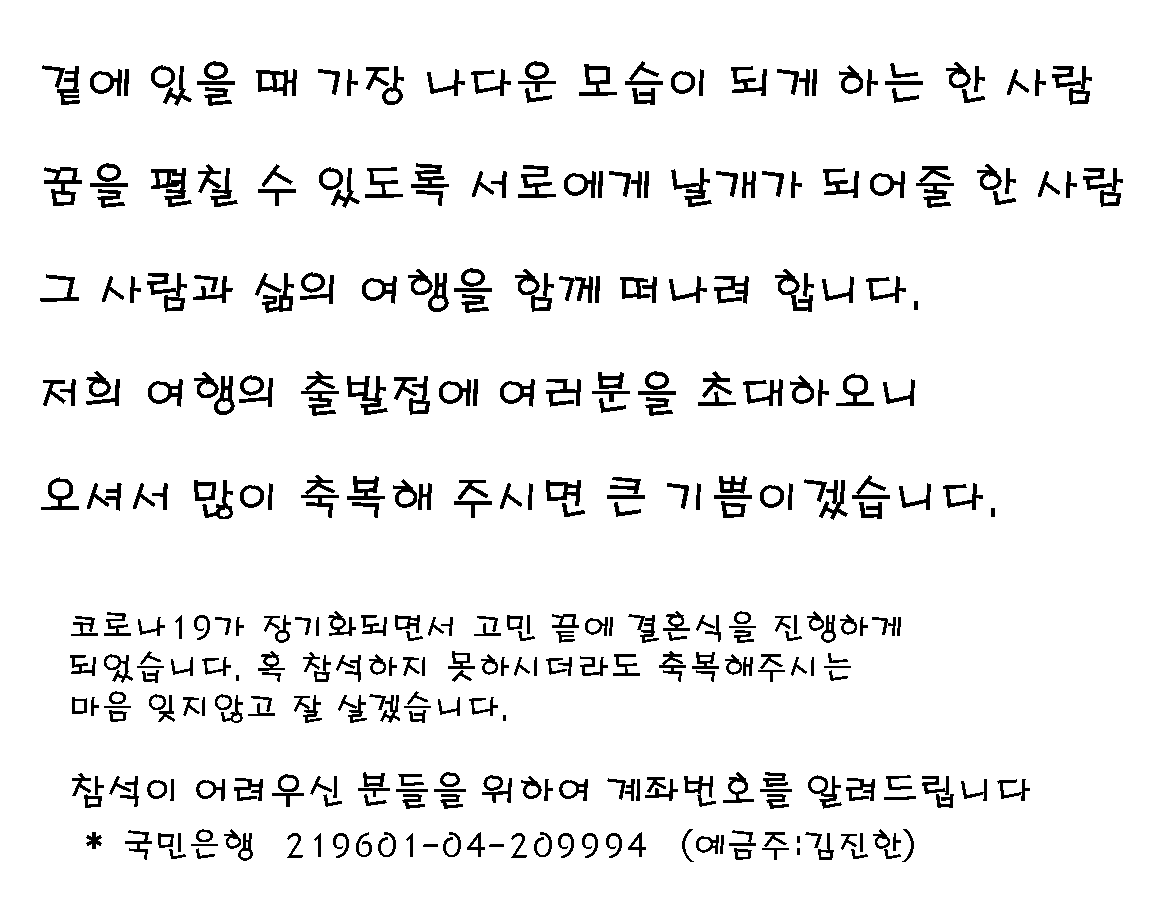 곁에 있을 때 가장 나다운 모습이 되게 하는 한 사람
꿈을 펼칠 수 있도록 서로에게 날개가 되어줄 한 사람
그 사람과 삶의 여행을 함께 떠나려 합니다.
저희 여행의 출발점에 여러분을 초대하오니
오셔서 많이 축복해 주시면 큰 기쁨이겠습니다.
코로나19가 장기화되면서 고민 끝에 결혼식을 진행하게
되었습니다. 혹 참석하지 못하시더라도 축복해주시는
마음 잊지않고 잘 살겠습니다.
참석이 어려우신 분들을 위하여 계좌번호를 알려드립니다
* 국민은행 219601-04-209994 (예금주:김진한)